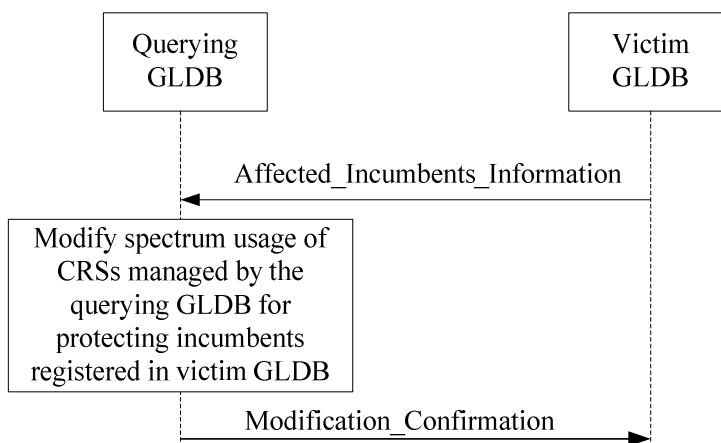 Querying
GLDB
Victim
GLDB
Affected_Incumbents_Information
Modify spectrum usage of
CRSs managed by the
querying GLDB for
protecting incumbents
registered in victim GLDB
Modification_Confirmation